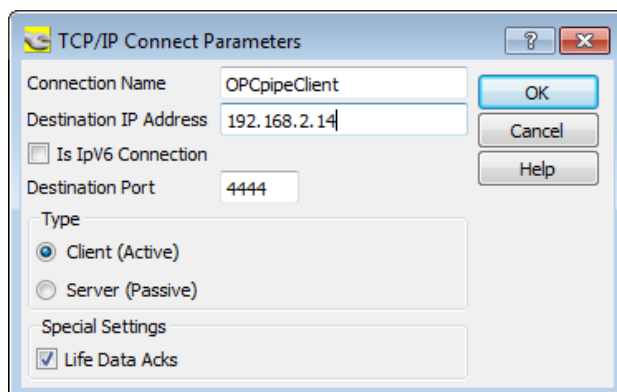 TCP/IP Connect Parameters
?
Connection Name OPCpipeClient
OK
Destination IP Address 192.168.2.14
Cancel
Is IpV6 Connection
Help
Destination Port 4444
Type
Client (Active)
Server (Passive)
Special Settings
Life Data Acks